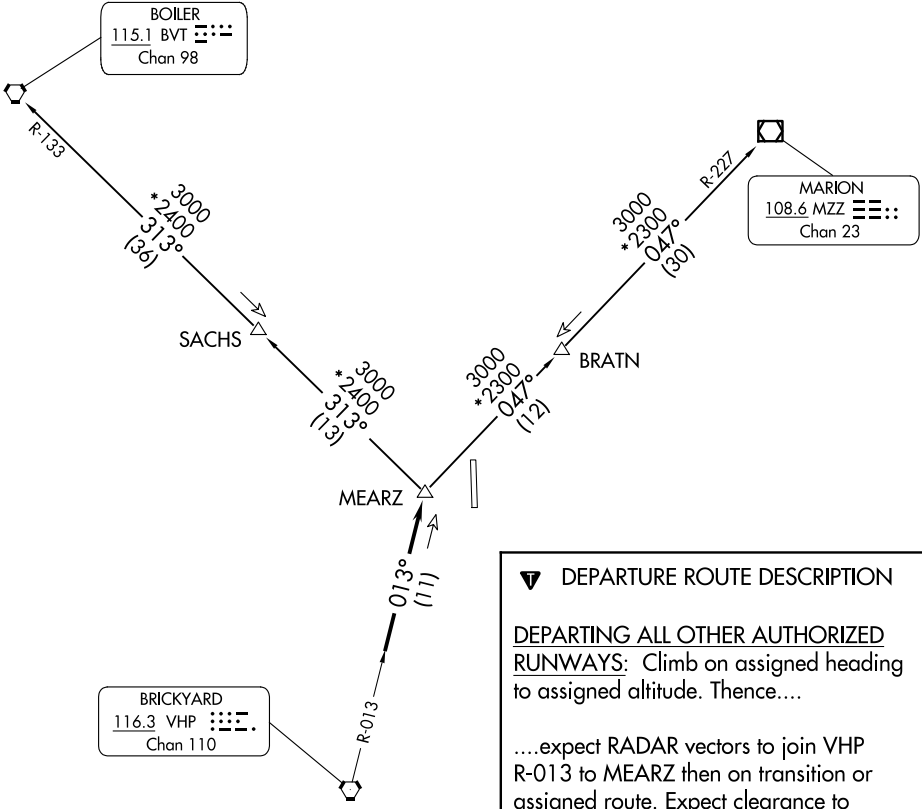 BOILER
115.1 BVT
Chan 98
R-133
3000
*2400
313°
(36)
SACHS
3000
*2400
313°
(13)
MEARZ
R-227
MARION
108.6 MZZ
Chan 23
3000
*2300
047°
(30)
BRATN
3000
*2300
047°
(12)
013°
(11)
R-013
BRICKYARD
116.3 VHP
Chan 110
T DEPARTURE ROUTE DESCRIPTION
DEPARTING ALL OTHER AUTHORIZED
RUNWAYS: Climb on assigned heading
to assigned altitude. Thence....
....expect RADAR vectors to join VHP
R-013 to MEARZ then on transition or
assigned route. Expect clearance to